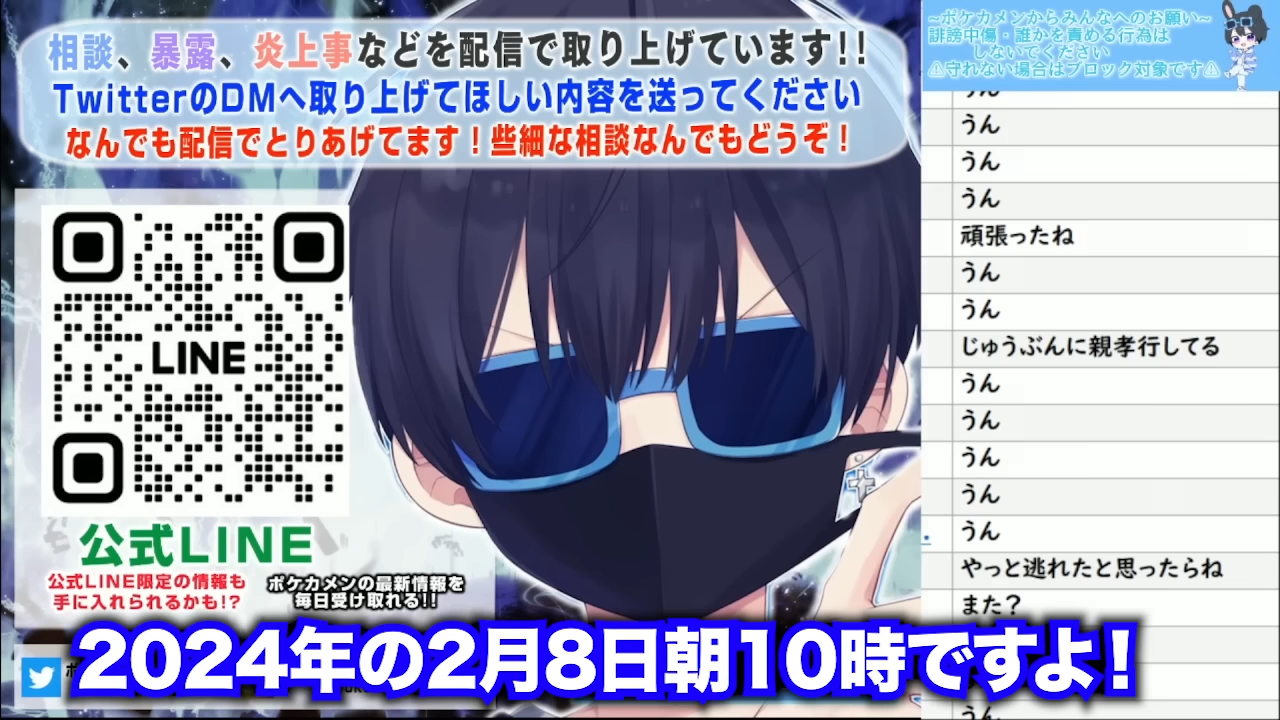 相談、暴露、炎上事などを配信で取り上げています!!
TwitterのDMへ取り上げてほしい内容を送ってください
なんでも配信でとりあげてます！些細な相談なんでもどうぞ！
LINE
公式LINE
公式LINE限定の情報も
手に入れられるかも!?
ポケカメンの最新情報を
毎日受け取れる!!
2024年の2月8日朝10時ですよ！
~ポケカメンからみんなへのお願い~
誹謗中傷・誰かを責める行為は
しないでください
⚠守れない場合はブロック対象です⚠
うん
うん
うん
うん
頑張ったね
うん
うん
じゅうぶんに親孝行してる
うん
うん
うん
うん
うん
やっと逃れたと思ったらね
また？
うん